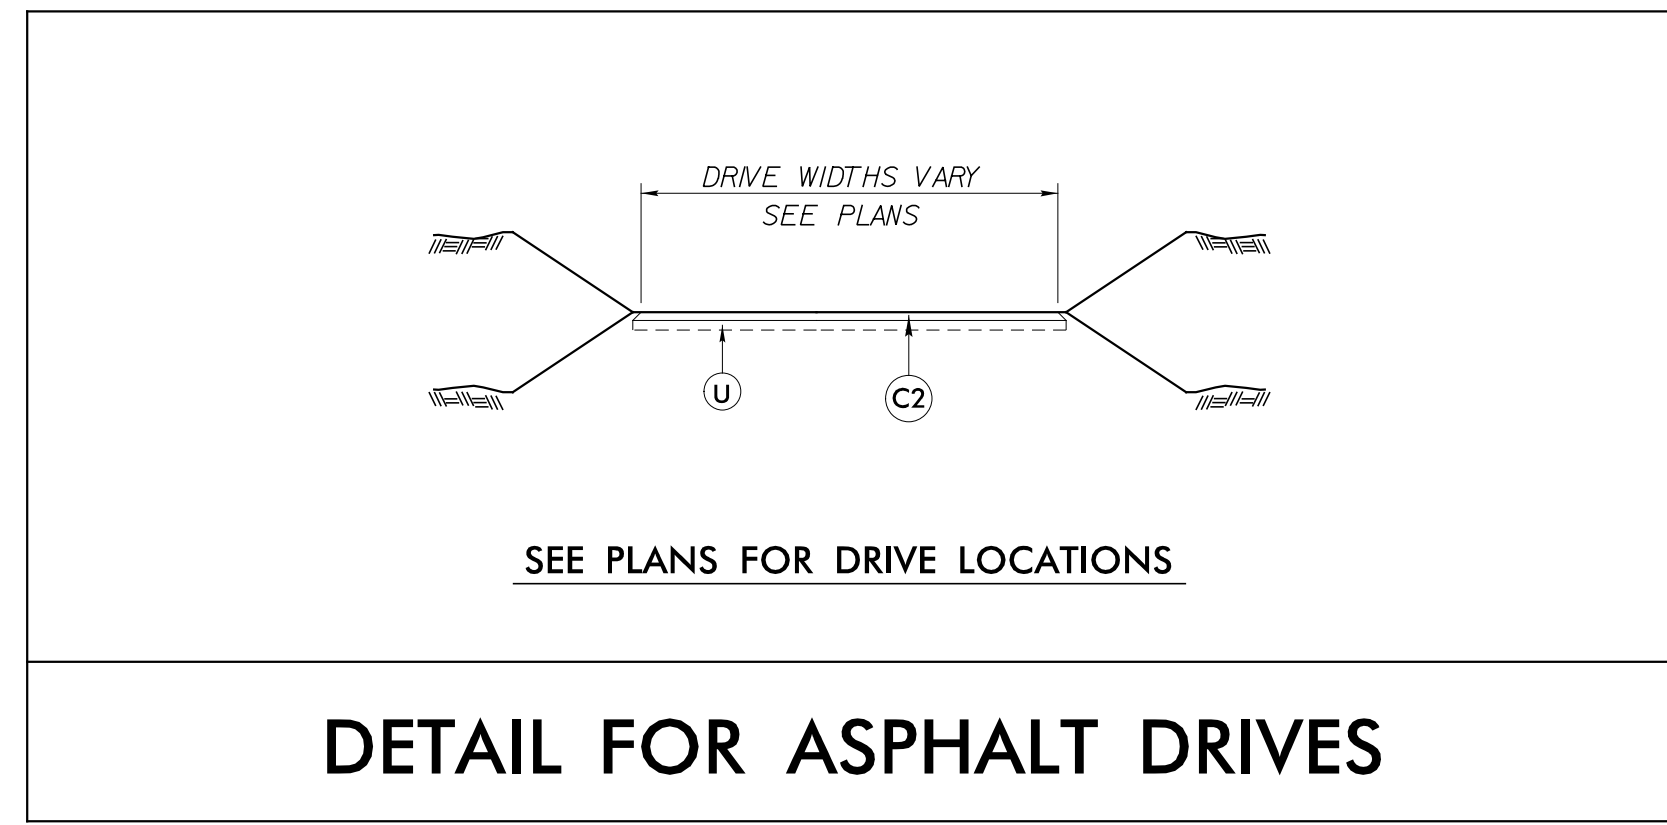 DRIVE WIDTHS VARY
SEE PLANS
U
C2
SEE PLANS FOR DRIVE LOCATIONS
DETAIL FOR ASPHALT DRIVES